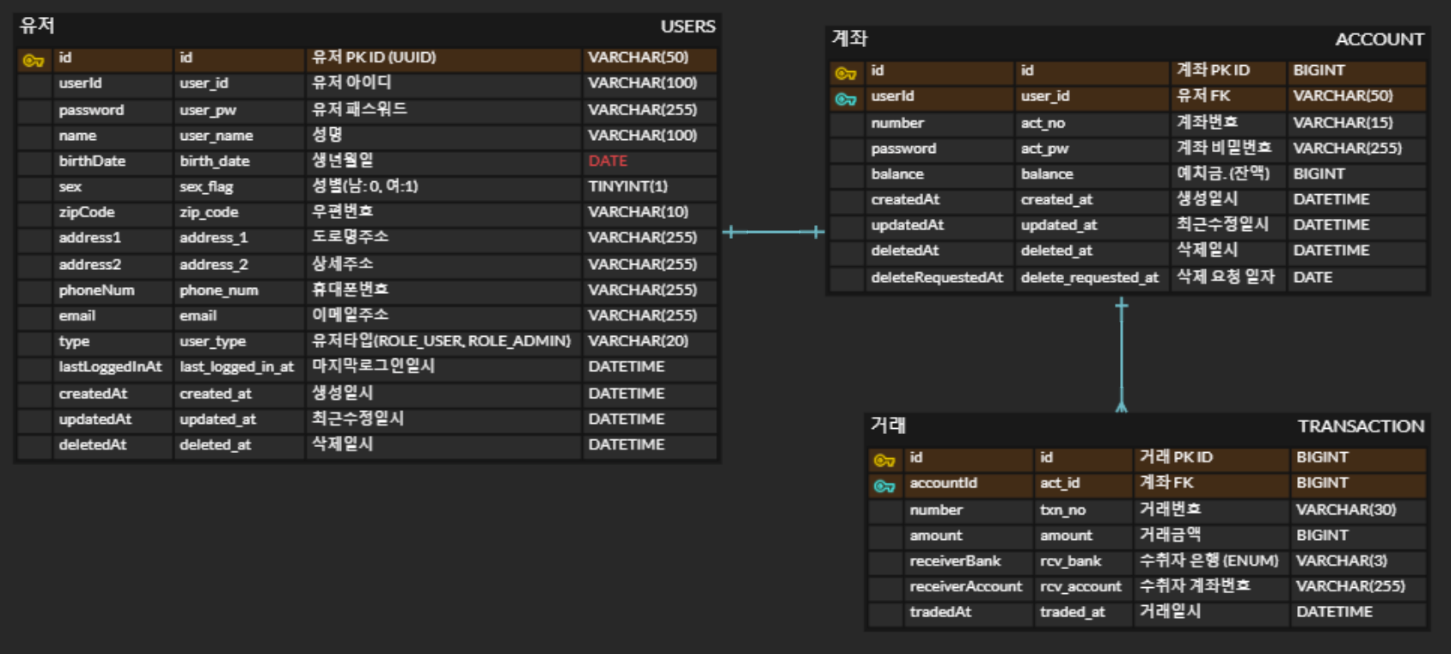 유저 USERS
id id 유저 PK ID (UUID) VARCHAR(50)
userId user_id 유저 아이디 VARCHAR(100)
password user_pw 유저 패스워드 VARCHAR(255)
name user_name 성명 VARCHAR(100)
birthDate birth_date 생년월일 DATE
sex sex_flag 성별(남: 0, 여:1) TINYINT(1)
zipCode zip_code 우편번호 VARCHAR(10)
address1 address_1 도로명주소 VARCHAR(255)
address2 address_2 상세주소 VARCHAR(255)
phoneNum phone_num 휴대폰번호 VARCHAR(255)
email email 이메일주소 VARCHAR(255)
type user_type 유저타입(ROLE_USER, ROLE_ADMIN) VARCHAR(20)
lastLoggedInAt last_logged_in_at 마지막로그인일시 DATETIME
createdAt created_at 생성일시 DATETIME
updatedAt updated_at 최근수정일시 DATETIME
deletedAt deleted_at 삭제일시 DATETIME
계좌 ACCOUNT
id id 계좌 PK ID BIGINT
userId user_id 유저 FK VARCHAR(50)
number act_no 계좌번호 VARCHAR(15)
password act_pw 계좌 비밀번호 VARCHAR(255)
balance balance 예치금. (잔액) BIGINT
createdAt created_at 생성일시 DATETIME
updatedAt updated_at 최근수정일시 DATETIME
deletedAt deleted_at 삭제일시 DATETIME
deleteRequestedAt delete_requested_at 삭제 요청 일자 DATE
거래 TRANSACTION
id id 거래 PK ID BIGINT
accountId act_id 계좌 FK BIGINT
number txn_no 거래번호 VARCHAR(30)
amount amount 거래금액 BIGINT
receiverBank rcv_bank 수취자 은행 (ENUM) VARCHAR(3)
receiverAccount rcv_account 수취자 계좌번호 VARCHAR(255)
tradedAt traded_at 거래일시 DATETIME